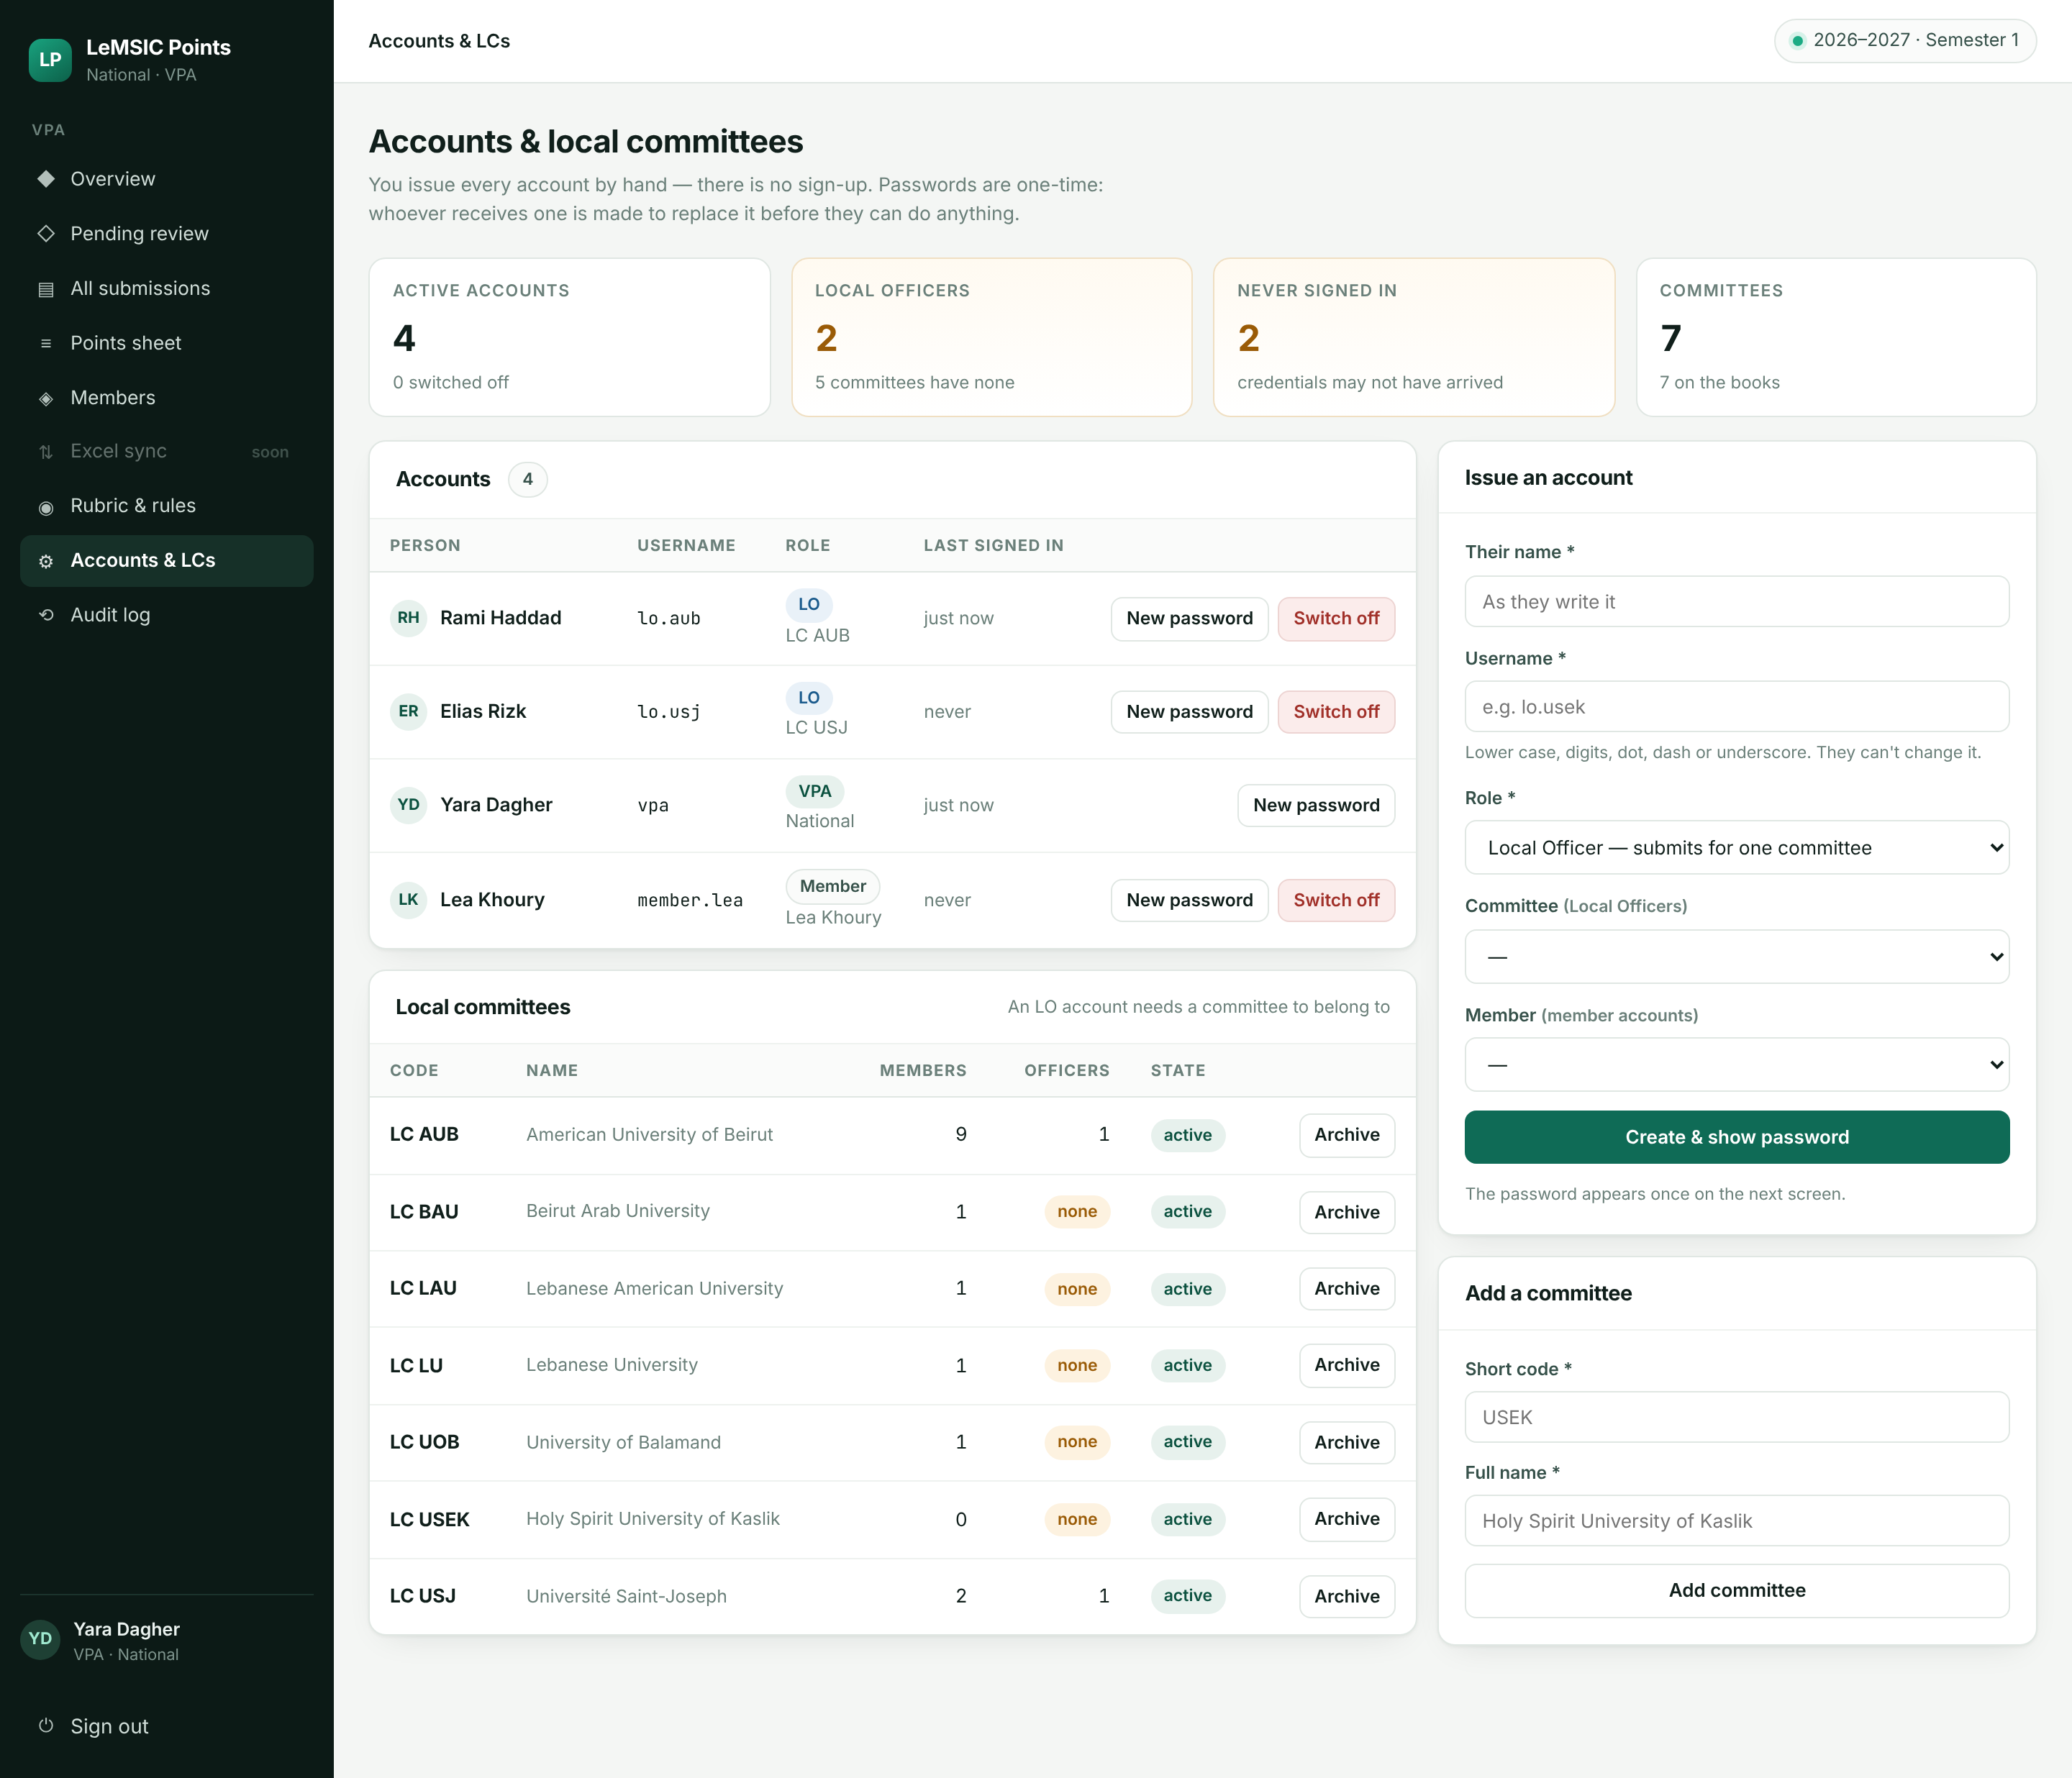 LP
LeMSIC Points
National · VPA
VPA
Overview
Pending review
All submissions
Points sheet
Members
Excel sync soon
Rubric & rules
Accounts & LCs
Audit log
YD
Yara Dagher
VPA · National
Sign out
Accounts & LCs
2026–2027 · Semester 1
Accounts & local committees
You issue every account by hand — there is no sign-up. Passwords are one-time:
whoever receives one is made to replace it before they can do anything.
ACTIVE ACCOUNTS
4
0 switched off
LOCAL OFFICERS
2
5 committees have none
NEVER SIGNED IN
2
credentials may not have arrived
COMMITTEES
7
7 on the books
Accounts 4
PERSON USERNAME ROLE LAST SIGNED IN
RH Rami Haddad lo.aub LO just now New password Switch off
LC AUB
ER Elias Rizk lo.usj LO never New password Switch off
LC USJ
YD Yara Dagher vpa VPA just now New password
National
LK Lea Khoury member.lea Member never New password Switch off
Lea Khoury
Local committees An LO account needs a committee to belong to
CODE NAME MEMBERS OFFICERS STATE
LC AUB American University of Beirut 9 1 active Archive
LC BAU Beirut Arab University 1 none active Archive
LC LAU Lebanese American University 1 none active Archive
LC LU Lebanese University 1 none active Archive
LC UOB University of Balamand 1 none active Archive
LC USEK Holy Spirit University of Kaslik 0 none active Archive
LC USJ Université Saint-Joseph 2 1 active Archive
Issue an account
Their name *
As they write it
Username *
e.g. lo.usek
Lower case, digits, dot, dash or underscore. They can't change it.
Role *
Local Officer — submits for one committee
Committee (Local Officers)
—
Member (member accounts)
—
Create & show password
The password appears once on the next screen.
Add a committee
Short code *
USEK
Full name *
Holy Spirit University of Kaslik
Add committee